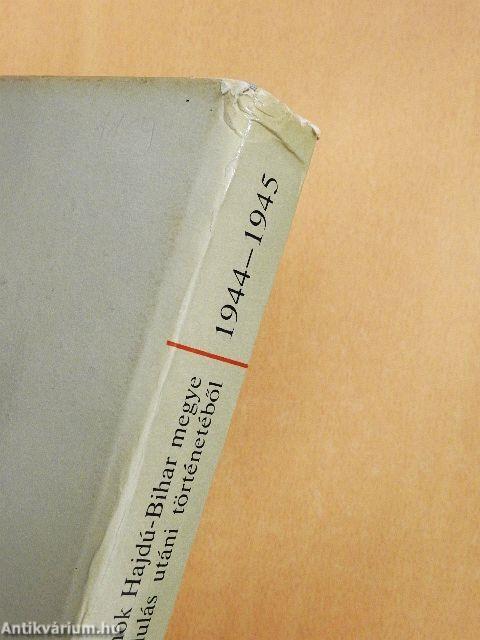 megye Hajdú-Bihar
utáni történetéből
1944—1945
Antikvárium.hu